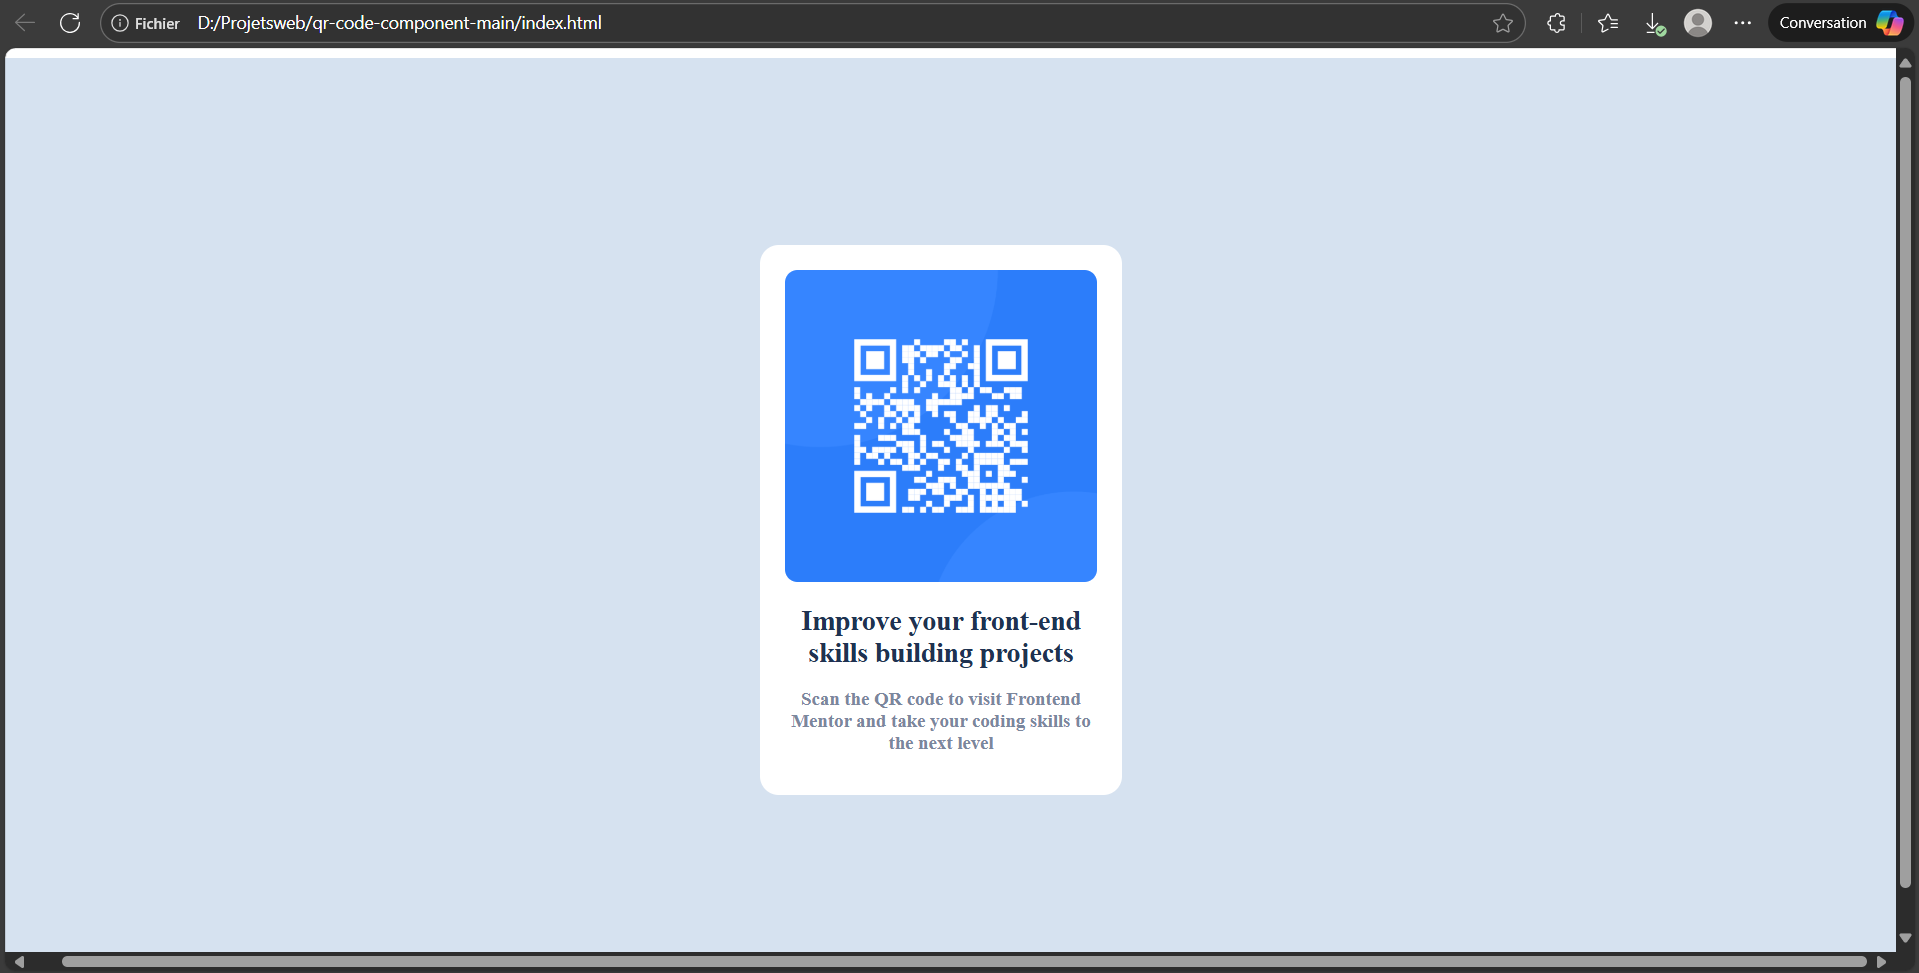 Fichier D:/Projetsweb/qr-code-component-main/index.html Conversation
Improve your front-end
skills building projects
Scan the QR code to visit Frontend
Mentor and take your coding skills to
the next level